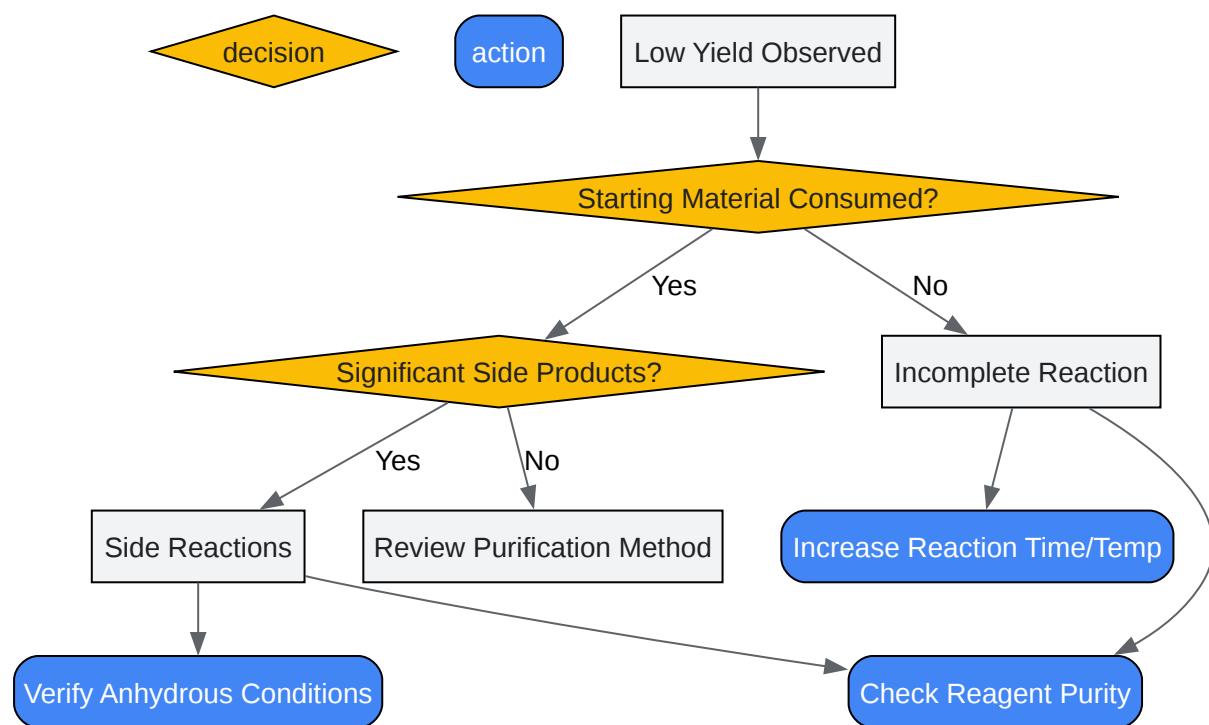 decision
action
Low Yield Observed
Starting Material Consumed?
Yes
No
Significant Side Products?
Incomplete Reaction
Yes
No
Side Reactions
Review Purification Method
Increase Reaction Time/Temp
Verify Anhydrous Conditions
Check Reagent Purity